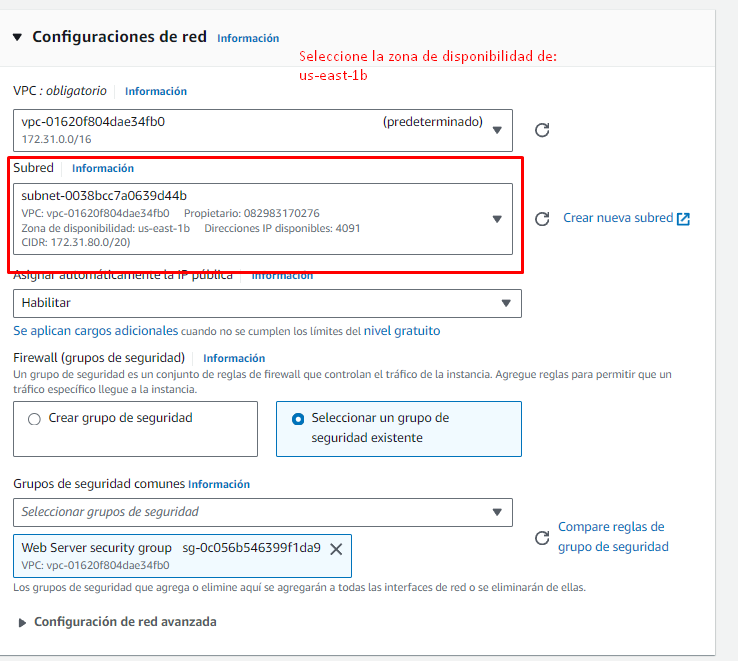 Configuraciones de red Información
Seleccione la zona de disponibilidad de:
us-east-1b
VPC : obligatorio Información
vpc-01620f804dae34fb0 (predeterminado)
172.31.0.0/16
Subred Información
subnet-0038bcc7a0639d44b
VPC: vpc-01620f804dae34fb0 Propietario: 082983170276
Zona de disponibilidad: us-east-1b Direcciones IP disponibles: 4091
CIDR: 172.31.80.0/20)
Crear nueva subred
Asignar automáticamente la IP pública Información
Habilitar
Se aplican cargos adicionales cuando no se cumplen los límites del nivel gratuito
Firewall (grupos de seguridad) Información
Un grupo de seguridad es un conjunto de reglas de firewall que controlan el tráfico de la instancia. Agregue reglas para permitir que un
tráfico específico llegue a la instancia.
Crear grupo de seguridad
Seleccionar un grupo de
seguridad existente
Grupos de seguridad comunes Información
Seleccionar grupos de seguridad
Web Server security group sg-0c056b546399f1da9
VPC: vpc-01620f804dae34fb0
Compare reglas de
grupo de seguridad
Los grupos de seguridad que agrega o elimine aquí se agregarán a todas las interfaces de red o se eliminarán de ellas.
Configuración de red avanzada